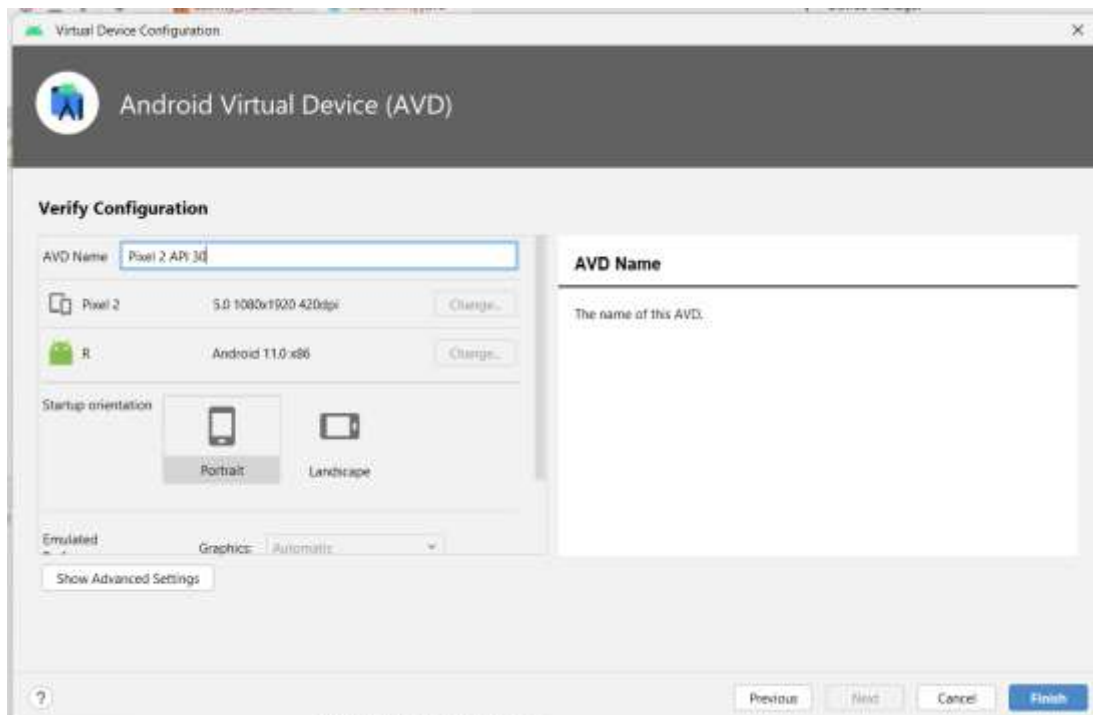 Virtual Device Configuration
Android Virtual Device (AVD)
Verify Configuration
AVD Name Pixel 2 API 30
Pixel 2 5.0 1080x1920 420dpi Change...
R Android 11.0 x86 Change...
Startup orientation
Portrait Landscape
Emulated
Graphics: Automatic
Show Advanced Settings
AVD Name
The name of this AVD.
? Previous Next Cancel Finish